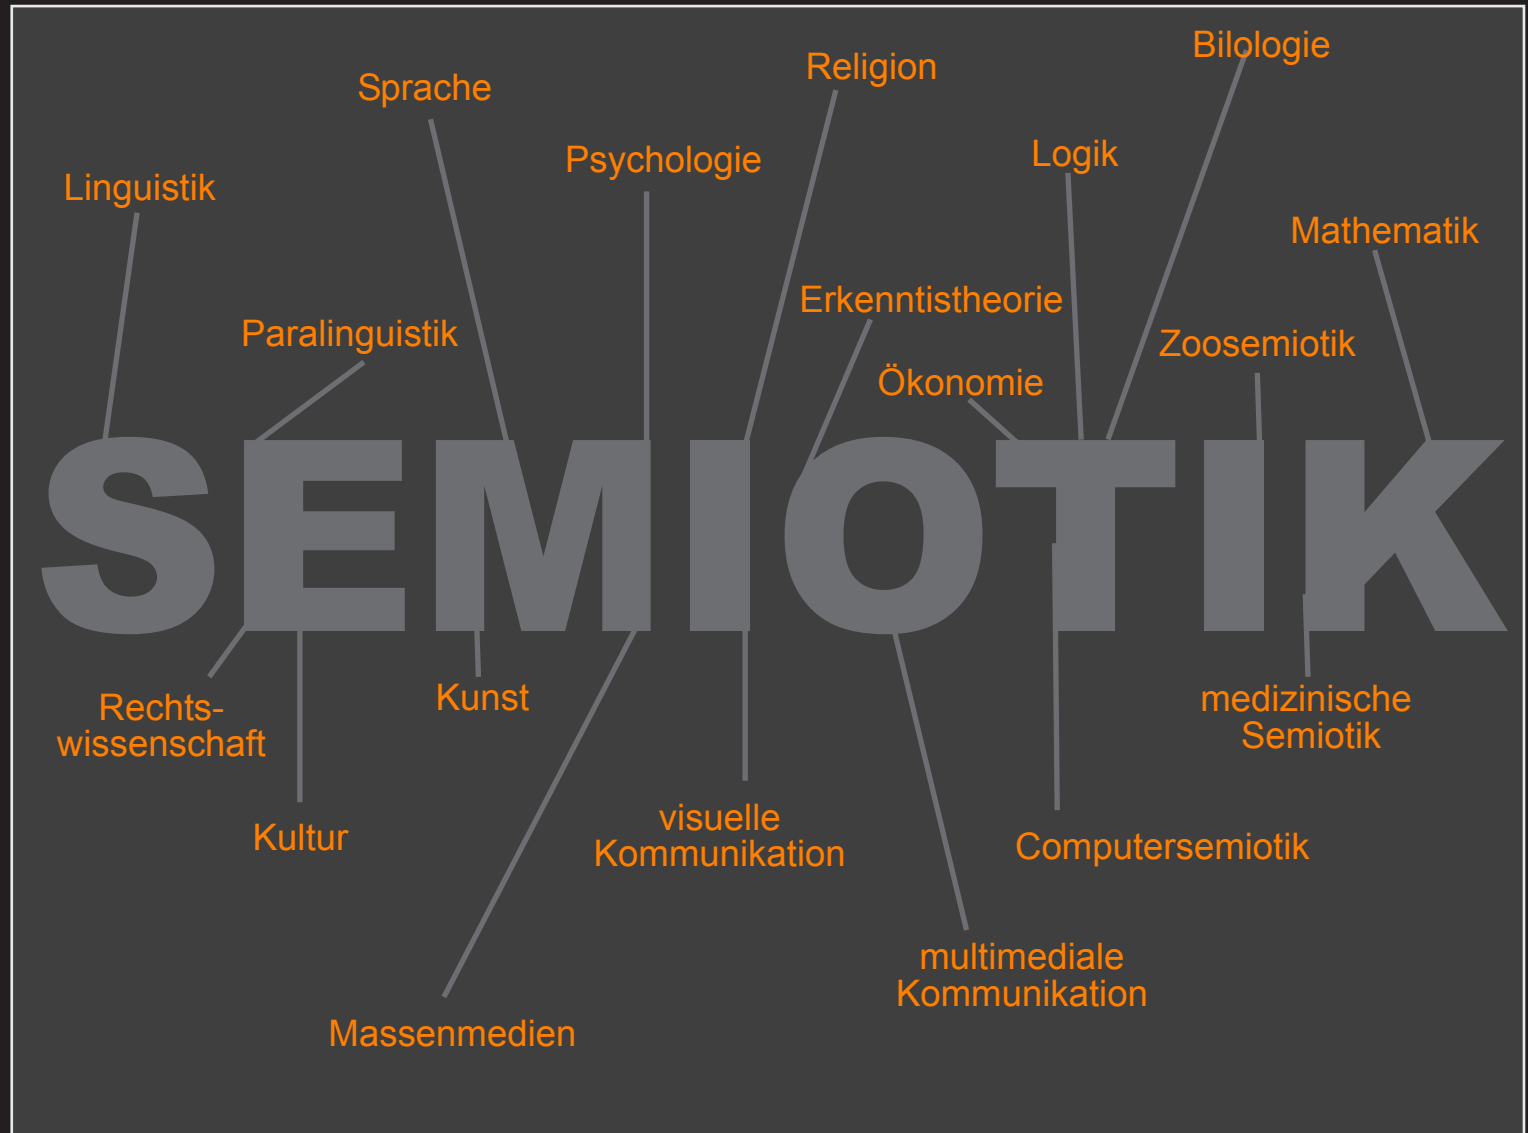 Bilologie
Religion
Sprache
Logik
Psychologie
Linguistik
Mathematik
Erkenntistheorie
Paralinguistik
Zoosemiotik
Ökonomie
SEMIOTIK
Kunst
medizinische
Semiotik
Rechts-
wissenschaft
visuelle
Kommunikation
Kultur
Computersemiotik
multimediale
Kommunikation
Massenmedien